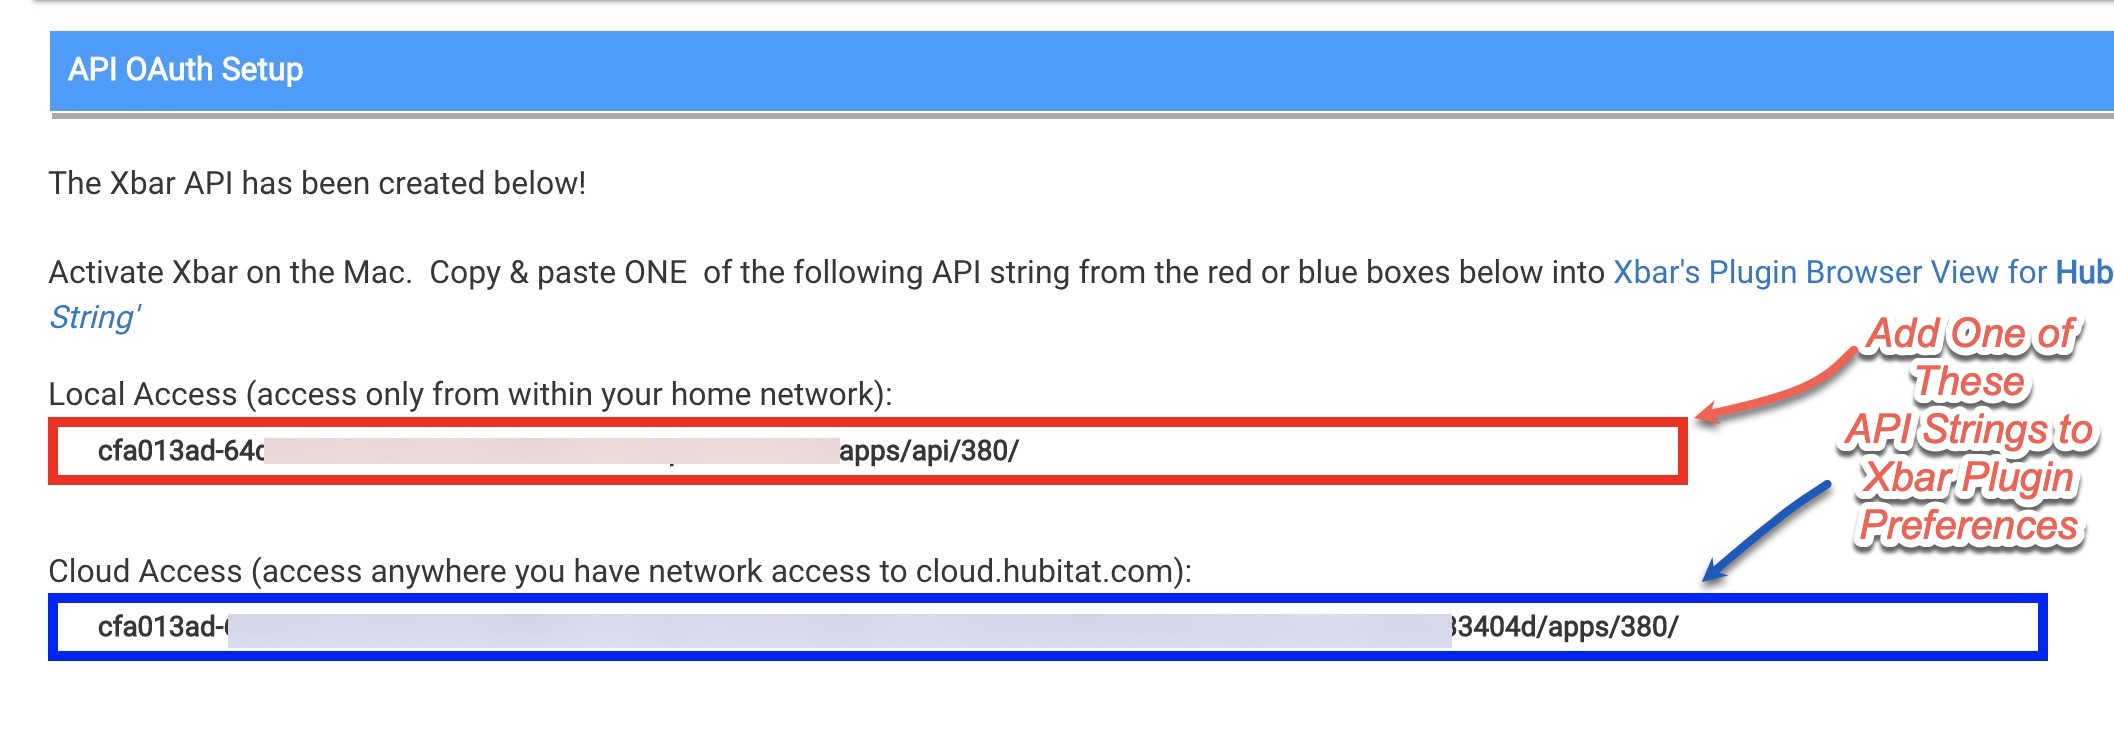 API OAuth Setup
The Xbar API has been created below!
Activate Xbar on the Mac.  Copy & paste ONE  of the following API string from the red or blue boxes below into Xbar's Plugin Browser View for Hub
String'
Add One of
These
API Strings to
Xbar Plugin
Preferences
Local Access (access only from within your home network):
cfa013ad-64 apps/api/380/
Cloud Access (access anywhere you have network access to cloud.hubitat.com):
cfa013ad- 33404d/apps/380/